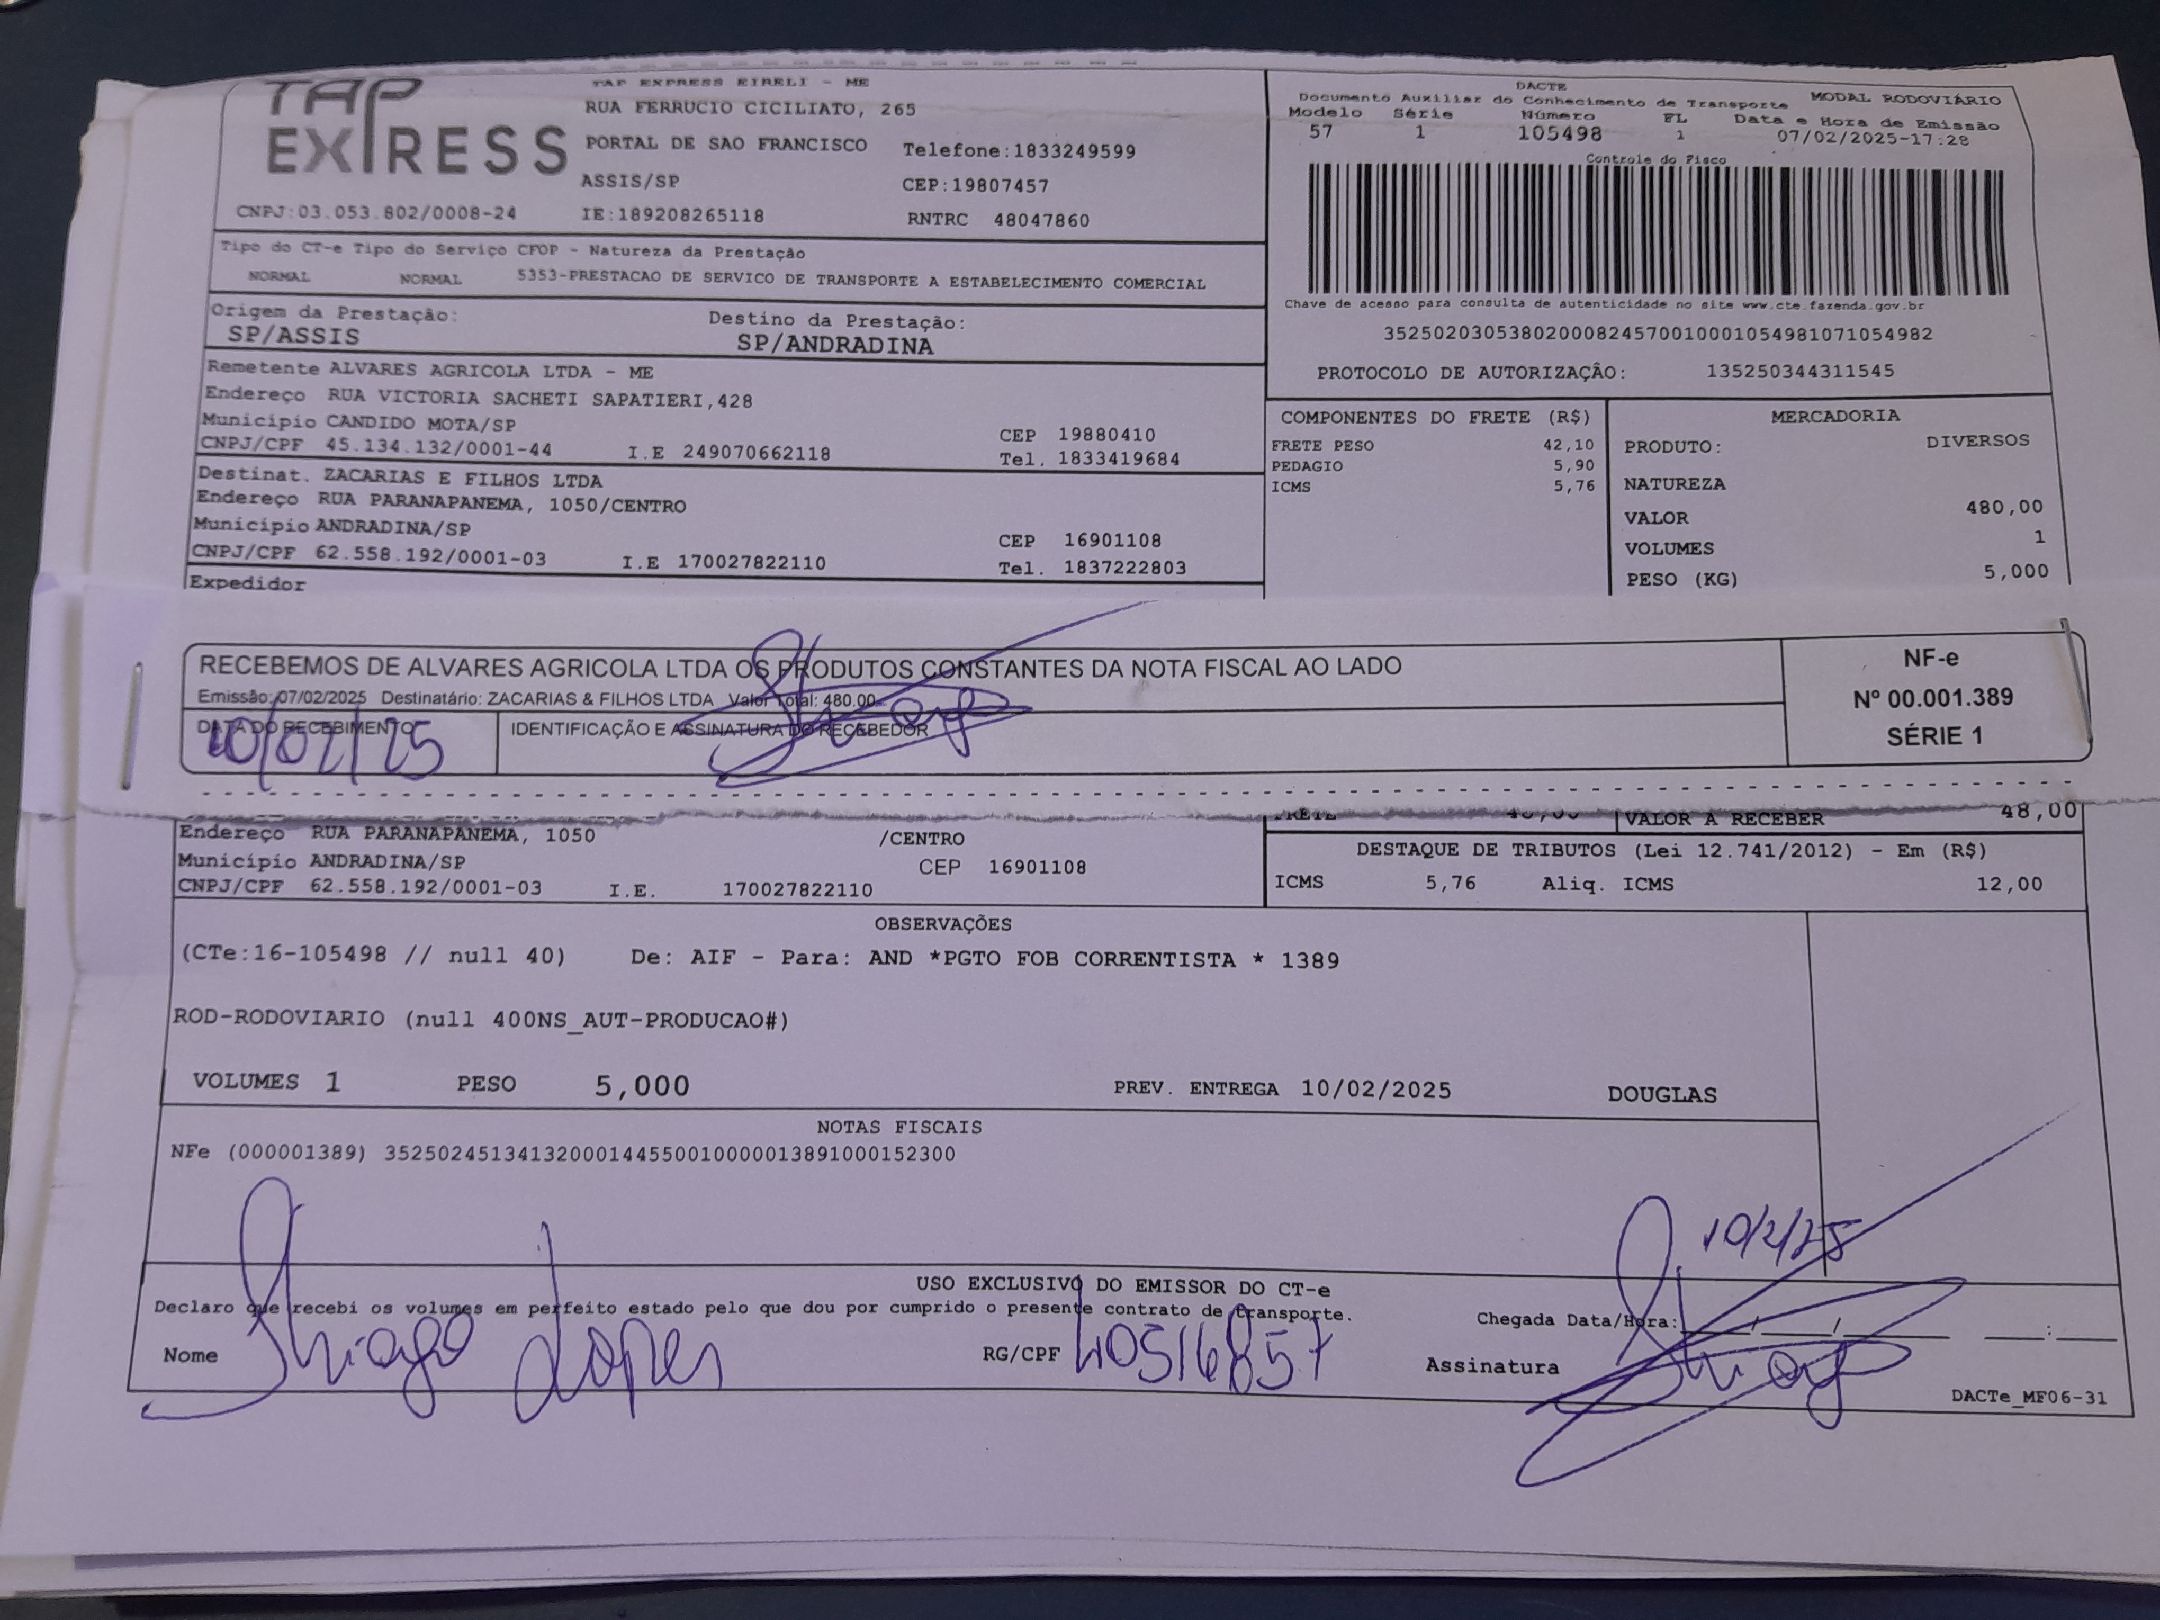 TAP
EXPRESS
TAP EXPRESS EIRELI - ME
RUA FERRUCIO CICILIATO, 265
PORTAL DE SAO FRANCISCO Telefone:1833249599
ASSIS/SP CEP:19807457
CNPJ:03.053.802/0008-24 IE:189208265118 RNTRC 48047860
DACTE
Documento Auxiliar do Conhecimento de Transporte MODAL RODOVIÁRIO
Modelo Série Número FL Data e Hora de Emissão
57 1 105498 1 07/02/2025-17:28
Controle do Fisco
Chave de acesso para consulta de autenticidade no site www.cte.fazenda.gov.br
35250203053802000824570010001054981071054982
PROTOCOLO DE AUTORIZAÇÃO: 135250344311545
Tipo do CT-e Tipo do Serviço CFOP - Natureza da Prestação
NORMAL NORMAL 5353-PRESTACAO DE SERVICO DE TRANSPORTE A ESTABELECIMENTO COMERCIAL
Origem da Prestação: Destino da Prestação:
SP/ASSIS SP/ANDRADINA
Remetente ALVARES AGRICOLA LTDA - ME
Endereço RUA VICTORIA SACHETI SAPATIERI,428
Município CANDIDO MOTA/SP CEP 19880410
CNPJ/CPF 45.134.132/0001-44 I.E 249070662118 Tel. 1833419684
Destinat. ZACARIAS E FILHOS LTDA
Endereço RUA PARANAPANEMA, 1050/CENTRO
Município ANDRADINA/SP CEP 16901108
CNPJ/CPF 62.558.192/0001-03 I.E 170027822110 Tel. 1837222803
Expedidor
COMPONENTES DO FRETE (R$)
FRETE PESO 42,10
PEDAGIO 5,90
ICMS 5,76
MERCADORIA
PRODUTO: DIVERSOS
NATUREZA
VALOR 480,00
VOLUMES 1
PESO (KG) 5,000
RECEBEMOS DE ALVARES AGRICOLA LTDA OS PRODUTOS CONSTANTES DA NOTA FISCAL AO LADO
Emissão: 07/02/2025 Destinatário: ZACARIAS & FILHOS LTDA Valor Total: 480.00
DATA DO RECEBIMENTO IDENTIFICAÇÃO E ASSINATURA DO RECEBEDOR
10/02/25 Thiago
NF-e
Nº 00.001.389
SÉRIE 1
FRETE VALOR A RECEBER 48,00
Endereço RUA PARANAPANEMA, 1050 /CENTRO
Município ANDRADINA/SP CEP 16901108
CNPJ/CPF 62.558.192/0001-03 I.E. 170027822110
DESTAQUE DE TRIBUTOS (Lei 12.741/2012) - Em (R$)
ICMS 5,76 Aliq. ICMS 12,00
OBSERVAÇÕES
(CTe:16-105498 // null 40) De: AIF - Para: AND *PGTO FOB CORRENTISTA * 1389
ROD-RODOVIARIO (null 400NS_AUT-PRODUCAO#)
VOLUMES 1 PESO 5,000 PREV. ENTREGA 10/02/2025 DOUGLAS
NOTAS FISCAIS
NFe (000001389) 35250245134132000144550010000013891000152300
10/2/25
USO EXCLUSIVO DO EMISSOR DO CT-e
Declaro que recebi os volumes em perfeito estado pelo que dou por cumprido o presente contrato de transporte. Chegada Data/Hora: __/__/__ __:__
Nome Thiago Lopes RG/CPF Assinatura Thiago
DACTe_MF06-31